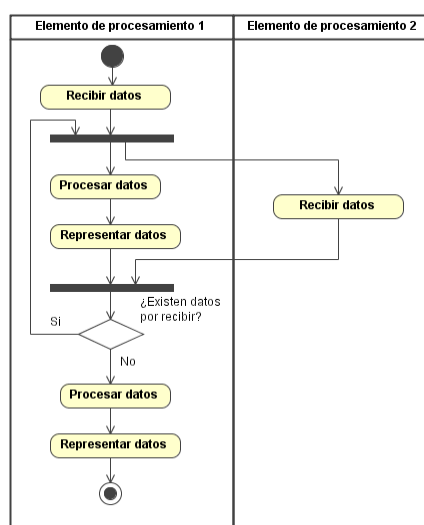 Elemento de procesamiento 1
Elemento de procesamiento 2
Recibir datos
Procesar datos
Recibir datos
Representar datos
¿Existen datos
por recibir?
Si
No
Procesar datos
Representar datos